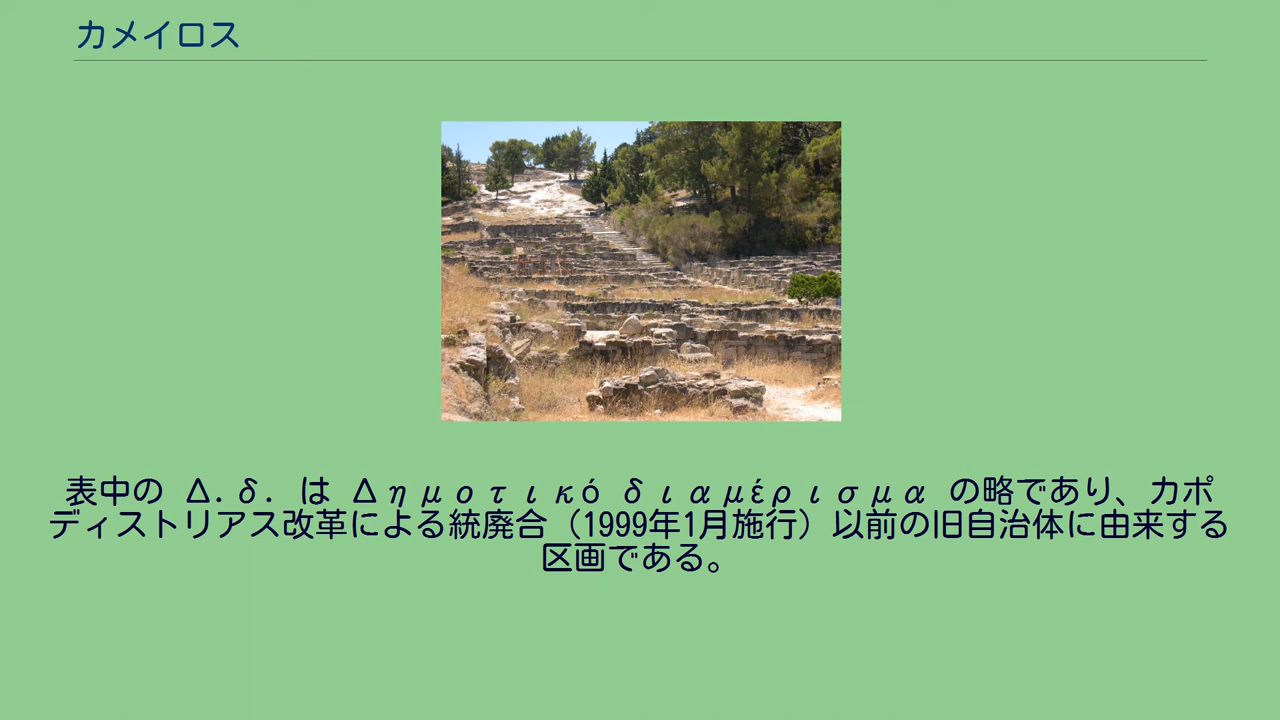 カメイロス
表中の Δ.δ. は Δημοτικό διαμέρισμα の略であり、カポ
ディストリアス改革による統廃合（1999年1月施行）以前の旧自治体に由来する
区画である。